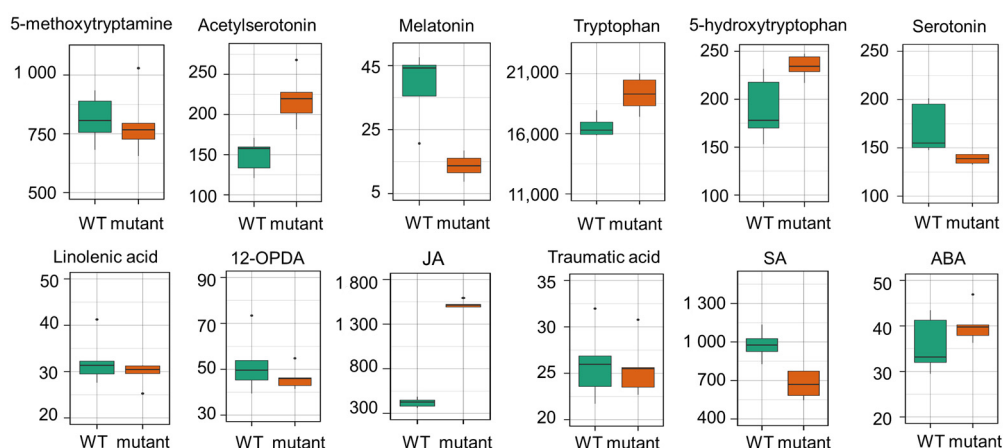 5-methoxytryptamine
1 000
750
500
WT mutant
Acetylserotonin
250
200
150
100
WT mutant
Melatonin
45
25
5
WT mutant
Tryptophan
21,000
16,000
11,000
WT mutant
5-hydroxytryptophan
250
200
150
100
WT mutant
Serotonin
250
200
150
100
WT mutant
Linolenic acid
50
40
30
20
WT mutant
12-OPDA
90
70
50
30
WT mutant
JA
1 800
1 300
800
300
WT mutant
Traumatic acid
35
30
25
20
WT mutant
SA
1 300
1 000
700
400
WT mutant
ABA
50
40
30
20
WT mutant